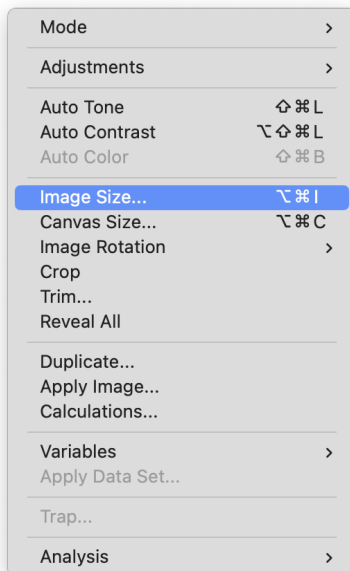 Mode >
Adjustments >
Auto Tone ⇧⌘L
Auto Contrast ⌥⇧⌘L
Auto Color ⇧⌘B
Image Size... ⌥⌘I
Canvas Size... ⌥⌘C
Image Rotation >
Crop
Trim...
Reveal All
Duplicate...
Apply Image...
Calculations...
Variables >
Apply Data Set...
Trap...
Analysis >